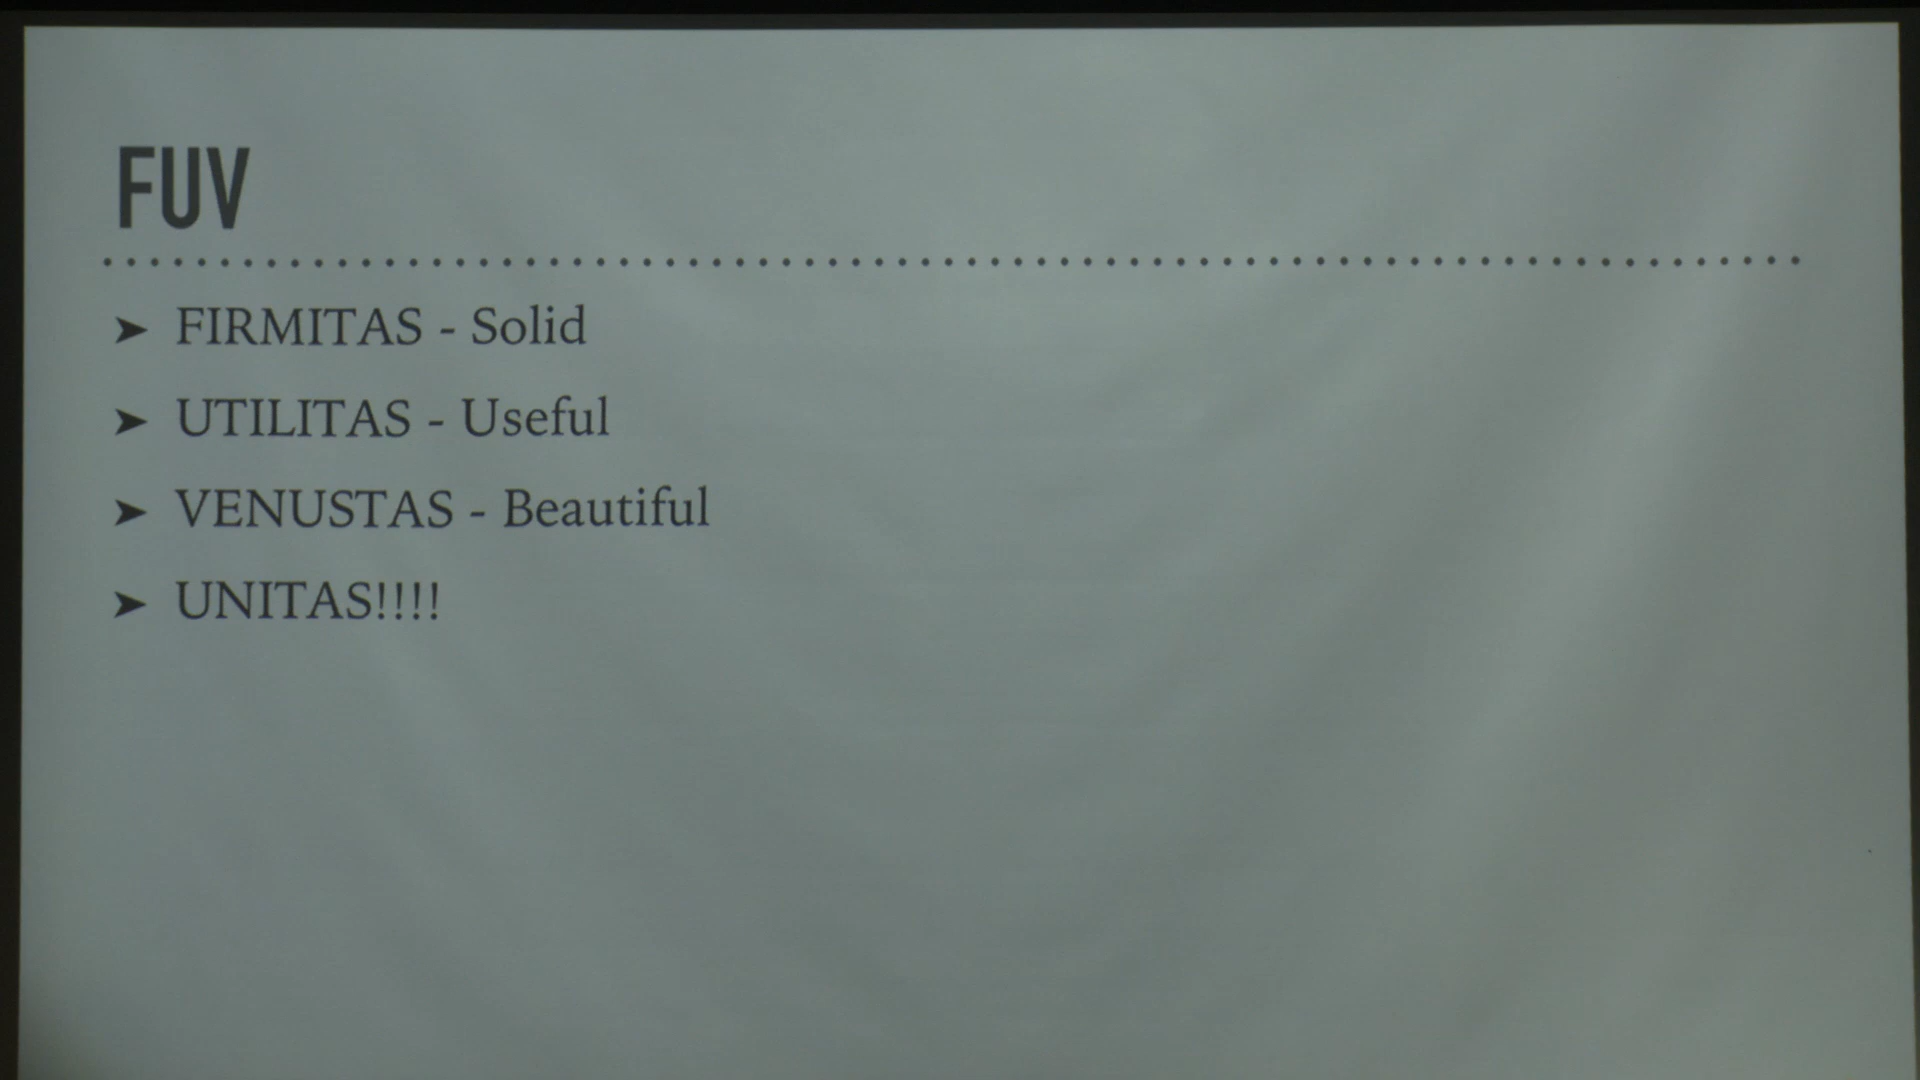 FUV
➤ FIRMITAS - Solid
➤ UTILITAS - Useful
➤ VENUSTAS - Beautiful
➤ UNITAS!!!!